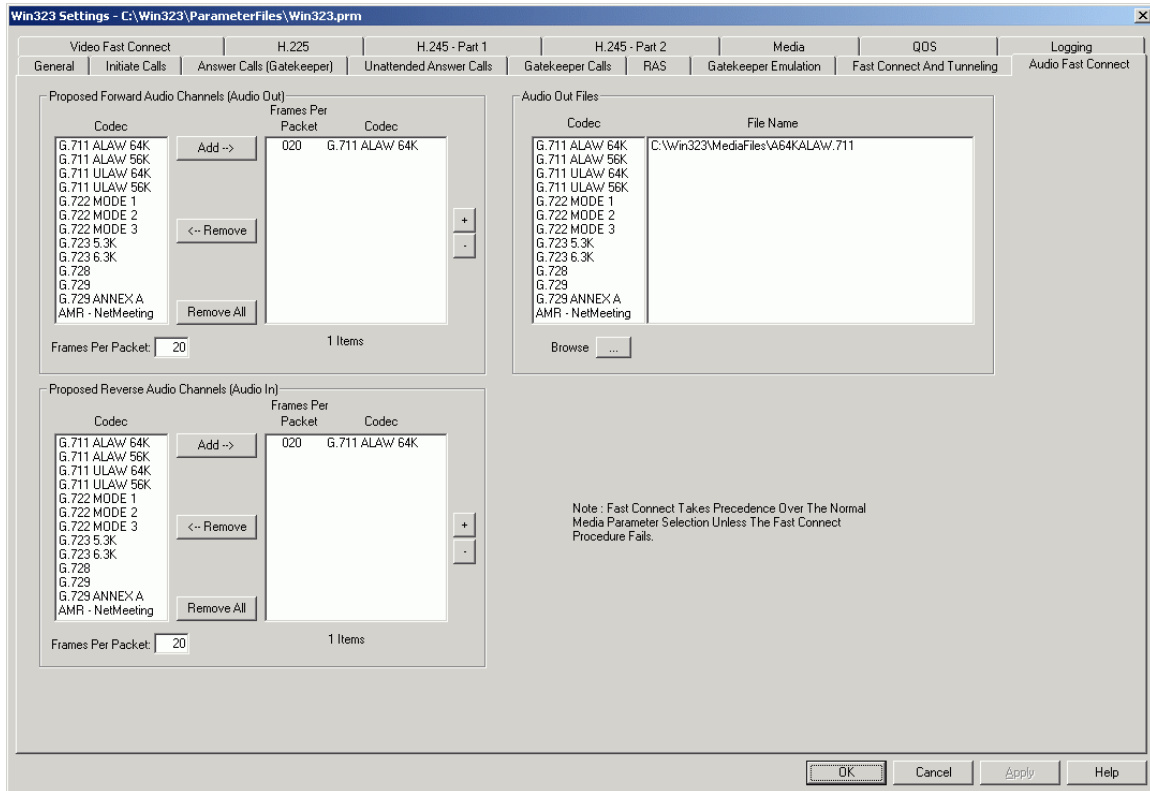 Win323 Settings - C:\Win323\ParameterFiles\Win323.prm
Video Fast Connect H.225 H.245 - Part 1 H.245 - Part 2 Media QOS Logging
General Initiate Calls Answer Calls (Gatekeeper) Unattended Answer Calls Gatekeeper Calls RAS Gatekeeper Emulation Fast Connect And Tunneling Audio Fast Connect
Proposed Forward Audio Channels (Audio Out)
Codec
Frames Per
Packet Codec
G.711 ALAW 64K
G.711 ALAW 56K
G.711 ULAW 64K
G.711 ULAW 56K
G.722 MODE 1
G.722 MODE 2
G.722 MODE 3
G.723 5.3K
G.723 6.3K
G.728
G.729
G.729 ANNEX A
AMR - NetMeeting
Add -->
<-- Remove
Remove All
020 G.711 ALAW 64K
+
-
Frames Per Packet: 20
1 Items
Audio Out Files
Codec File Name
G.711 ALAW 64K C:\Win323\MediaFiles\A64KALAW.711
G.711 ALAW 56K
G.711 ULAW 64K
G.711 ULAW 56K
G.722 MODE 1
G.722 MODE 2
G.722 MODE 3
G.723 5.3K
G.723 6.3K
G.728
G.729
G.729 ANNEX A
AMR - NetMeeting
Browse ...
Proposed Reverse Audio Channels (Audio In)
Codec
Frames Per
Packet Codec
G.711 ALAW 64K
G.711 ALAW 56K
G.711 ULAW 64K
G.711 ULAW 56K
G.722 MODE 1
G.722 MODE 2
G.722 MODE 3
G.723 5.3K
G.723 6.3K
G.728
G.729
G.729 ANNEX A
AMR - NetMeeting
Add -->
<-- Remove
Remove All
020 G.711 ALAW 64K
+
-
Frames Per Packet: 20
1 Items
Note : Fast Connect Takes Precedence Over The Normal
Media Parameter Selection Unless The Fast Connect
Procedure Fails.
OK Cancel Apply Help